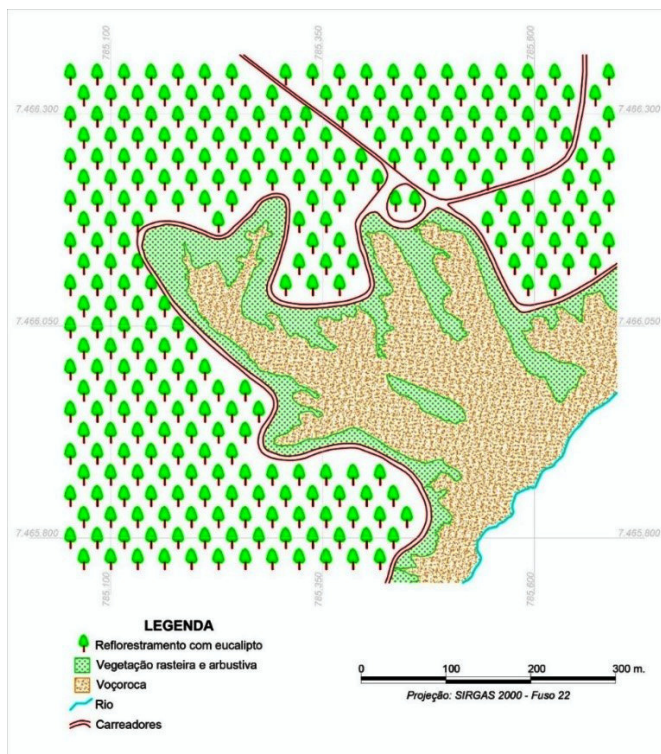 785.100
785.350
785.600
7.466.300
7.466.300
7.466.050
7.466.050
7.465.800
7.465.800
785.100
785.350
785.600
LEGENDA
Reflorestramento com eucalipto
Vegetação rasteira e arbustiva
Voçoroca
Rio
Carreadores
0 100 200 300 m.
Projeção: SIRGAS 2000 - Fuso 22